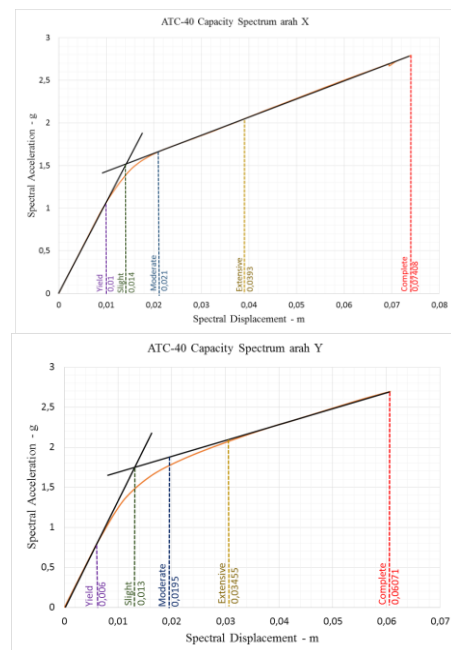 ATC-40 Capacity Spectrum arah X
Spectral Acceleration - g
3
2,5
2
1,5
1
0,5
0
Yield
0,01
Slight
0,014
Moderate
0,021
Extensive
0,0393
Complete
0,07408
0 0,01 0,02 0,03 0,04 0,05 0,06 0,07 0,08
Spectral Displacement - m
ATC-40 Capacity Spectrum arah Y
Spectral Acceleration - g
3
2,5
2
1,5
1
0,5
0
Yield
0,006
Slight
0,013
Moderate
0,0195
Extensive
0,03455
Complete
0,06071
0 0,01 0,02 0,03 0,04 0,05 0,06 0,07
Spectral Displacement - m